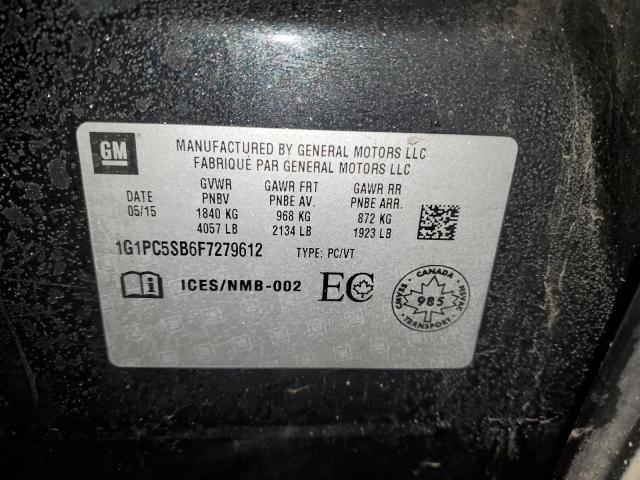 GM
MANUFACTURED BY GENERAL MOTORS LLC
FABRIQUÉ PAR GENERAL MOTORS LLC
DATE
05/15
GVWR
PNBV
1840 KG
4057 LB
GAWR FRT
PNBE AV.
968 KG
2134 LB
GAWR RR
PNBE ARR.
872 KG
1923 LB
1G1PC5SB6F7279612 TYPE: PC/VT
ICES/NMB-002 EC
CANADA
CMVSS 985 NSVAC
TRANSPORT